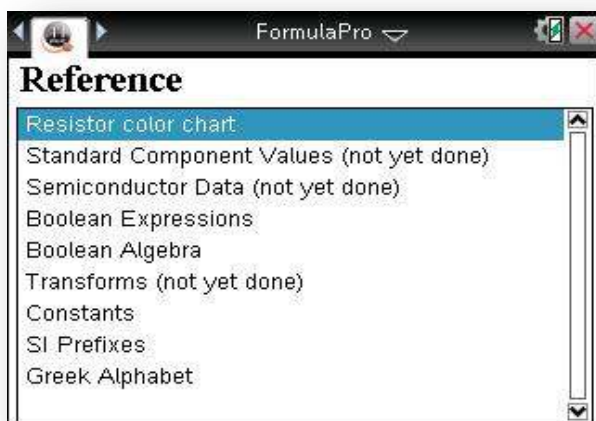 FormulaPro
Reference
Resistor color chart
Standard Component Values (not yet done)
Semiconductor Data (not yet done)
Boolean Expressions
Boolean Algebra
Transforms (not yet done)
Constants
SI Prefixes
Greek Alphabet